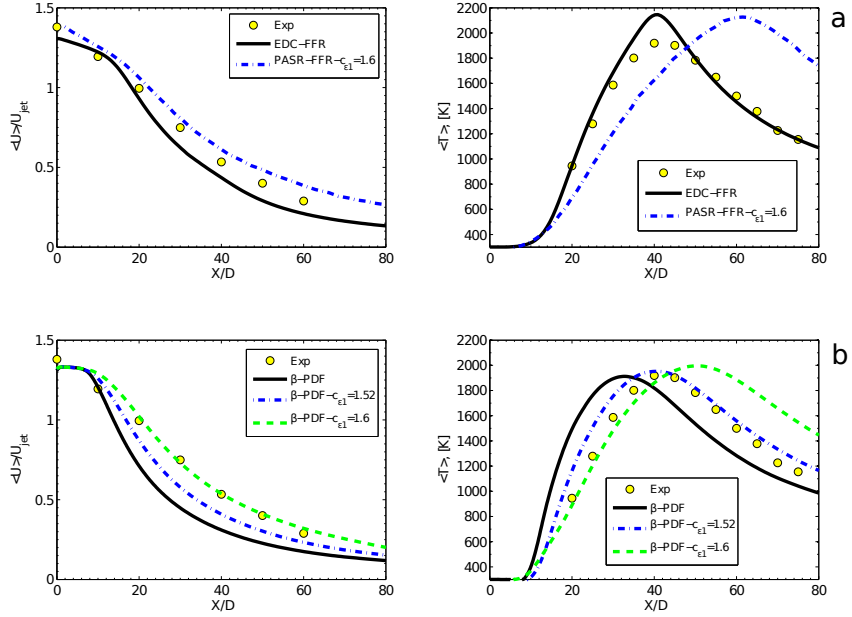 a
1.5
1
0.5
0
<U>/U_jet
0 20 40 60 80
X/D
Exp
EDC−FFR
PASR−FFR−c_ε1=1.6
2200
2000
1800
1600
1400
1200
1000
800
600
400
<T> [K]
0 20 40 60 80
X/D
Exp
EDC−FFR
PASR−FFR−c_ε1=1.6
b
1.5
1
0.5
0
<U>/U_jet
0 20 40 60 80
X/D
Exp
β−PDF
β−PDF−c_ε1=1.52
β−PDF−c_ε1=1.6
2200
2000
1800
1600
1400
1200
1000
800
600
400
<T> [K]
0 20 40 60 80
X/D
Exp
β−PDF
β−PDF−c_ε1=1.52
β−PDF−c_ε1=1.6